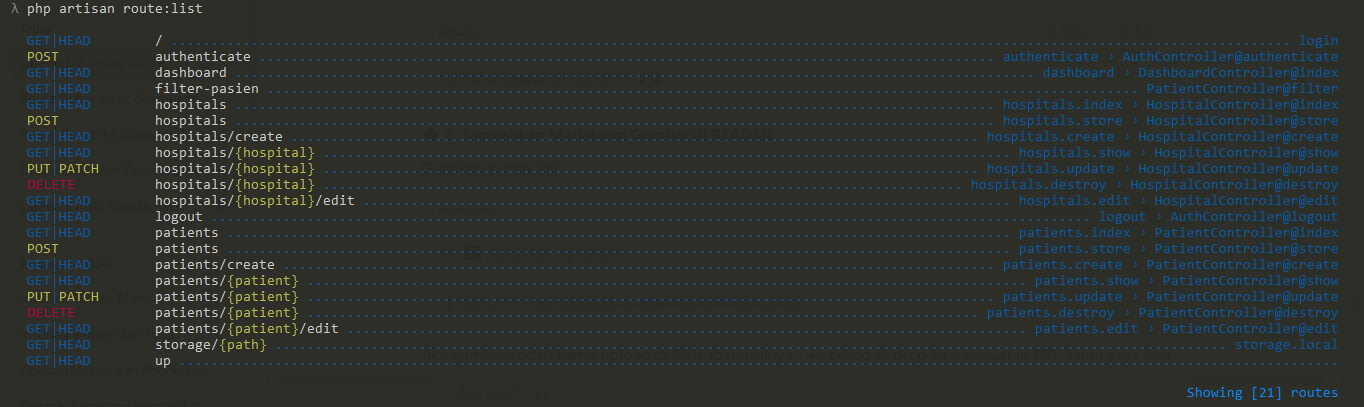 λ php artisan route:list
GET|HEAD / login
POST authenticate authenticate › AuthController@authenticate
GET|HEAD dashboard dashboard › DashboardController@index
GET|HEAD filter-pasien PatientController@filter
GET|HEAD hospitals hospitals.index › HospitalController@index
POST hospitals hospitals.store › HospitalController@store
GET|HEAD hospitals/create hospitals.create › HospitalController@create
GET|HEAD hospitals/{hospital} hospitals.show › HospitalController@show
PUT|PATCH hospitals/{hospital} hospitals.update › HospitalController@update
DELETE hospitals/{hospital} hospitals.destroy › HospitalController@destroy
GET|HEAD hospitals/{hospital}/edit hospitals.edit › HospitalController@edit
GET|HEAD logout logout › AuthController@logout
GET|HEAD patients patients.index › PatientController@index
POST patients patients.store › PatientController@store
GET|HEAD patients/create patients.create › PatientController@create
GET|HEAD patients/{patient} patients.show › PatientController@show
PUT|PATCH patients/{patient} patients.update › PatientController@update
DELETE patients/{patient} patients.destroy › PatientController@destroy
GET|HEAD patients/{patient}/edit patients.edit › PatientController@edit
GET|HEAD storage/{path} storage.local
GET|HEAD up
Showing [21] routes